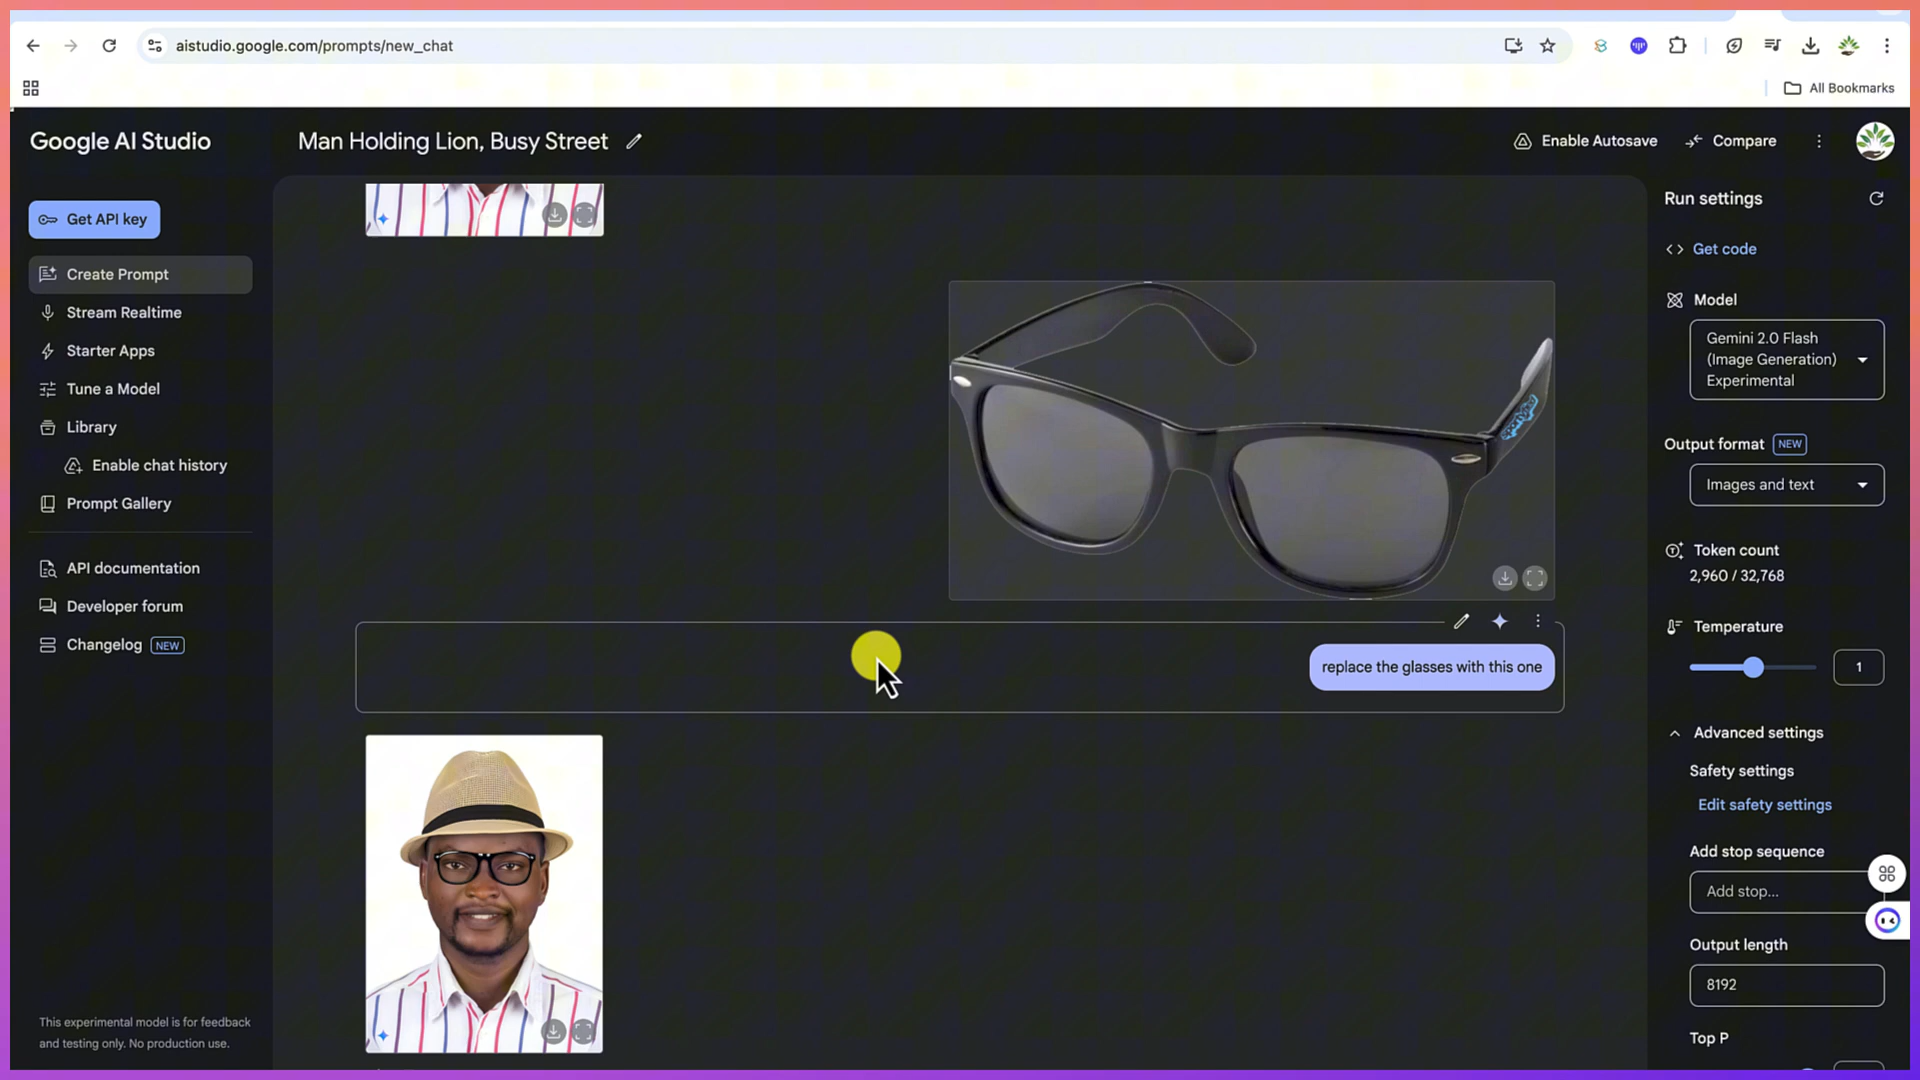 aistudio.google.com/prompts/new_chat
All Bookmarks
Google AI Studio
Man Holding Lion, Busy Street
Enable Autosave
Compare
Get API key
Create Prompt
Stream Realtime
Starter Apps
Tune a Model
Library
Enable chat history
Prompt Gallery
API documentation
Developer forum
Changelog NEW
This experimental model is for feedback
and testing only. No production use.
replace the glasses with this one
Run settings
Get code
Model
Gemini 2.0 Flash
(Image Generation)
Experimental
Output format NEW
Images and text
Token count
2,960 / 32,768
Temperature
1
Advanced settings
Safety settings
Edit safety settings
Add stop sequence
Add stop...
Output length
8192
Top P